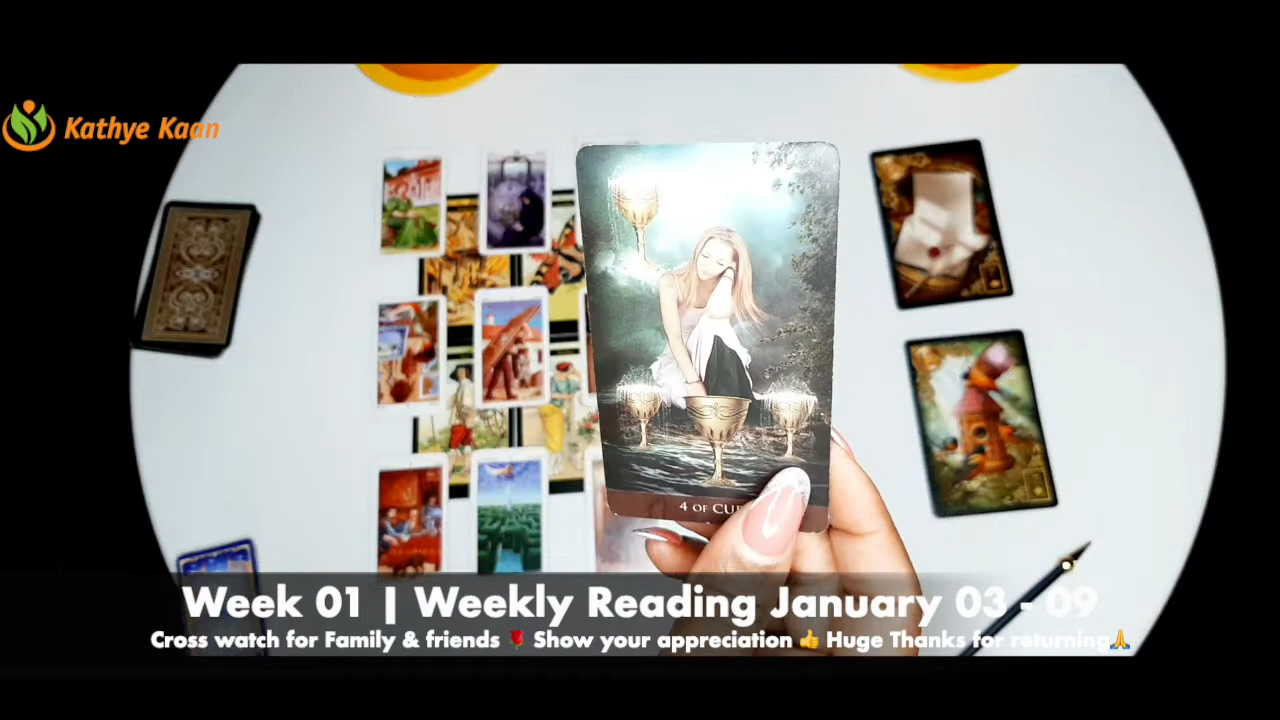 Kathye Kaan
4 OF
Week 01 | Weekly Reading January 03 - 09
Cross watch for Family & friends 🌹 Show your appreciation 👍 Huge Thanks for returning🙏